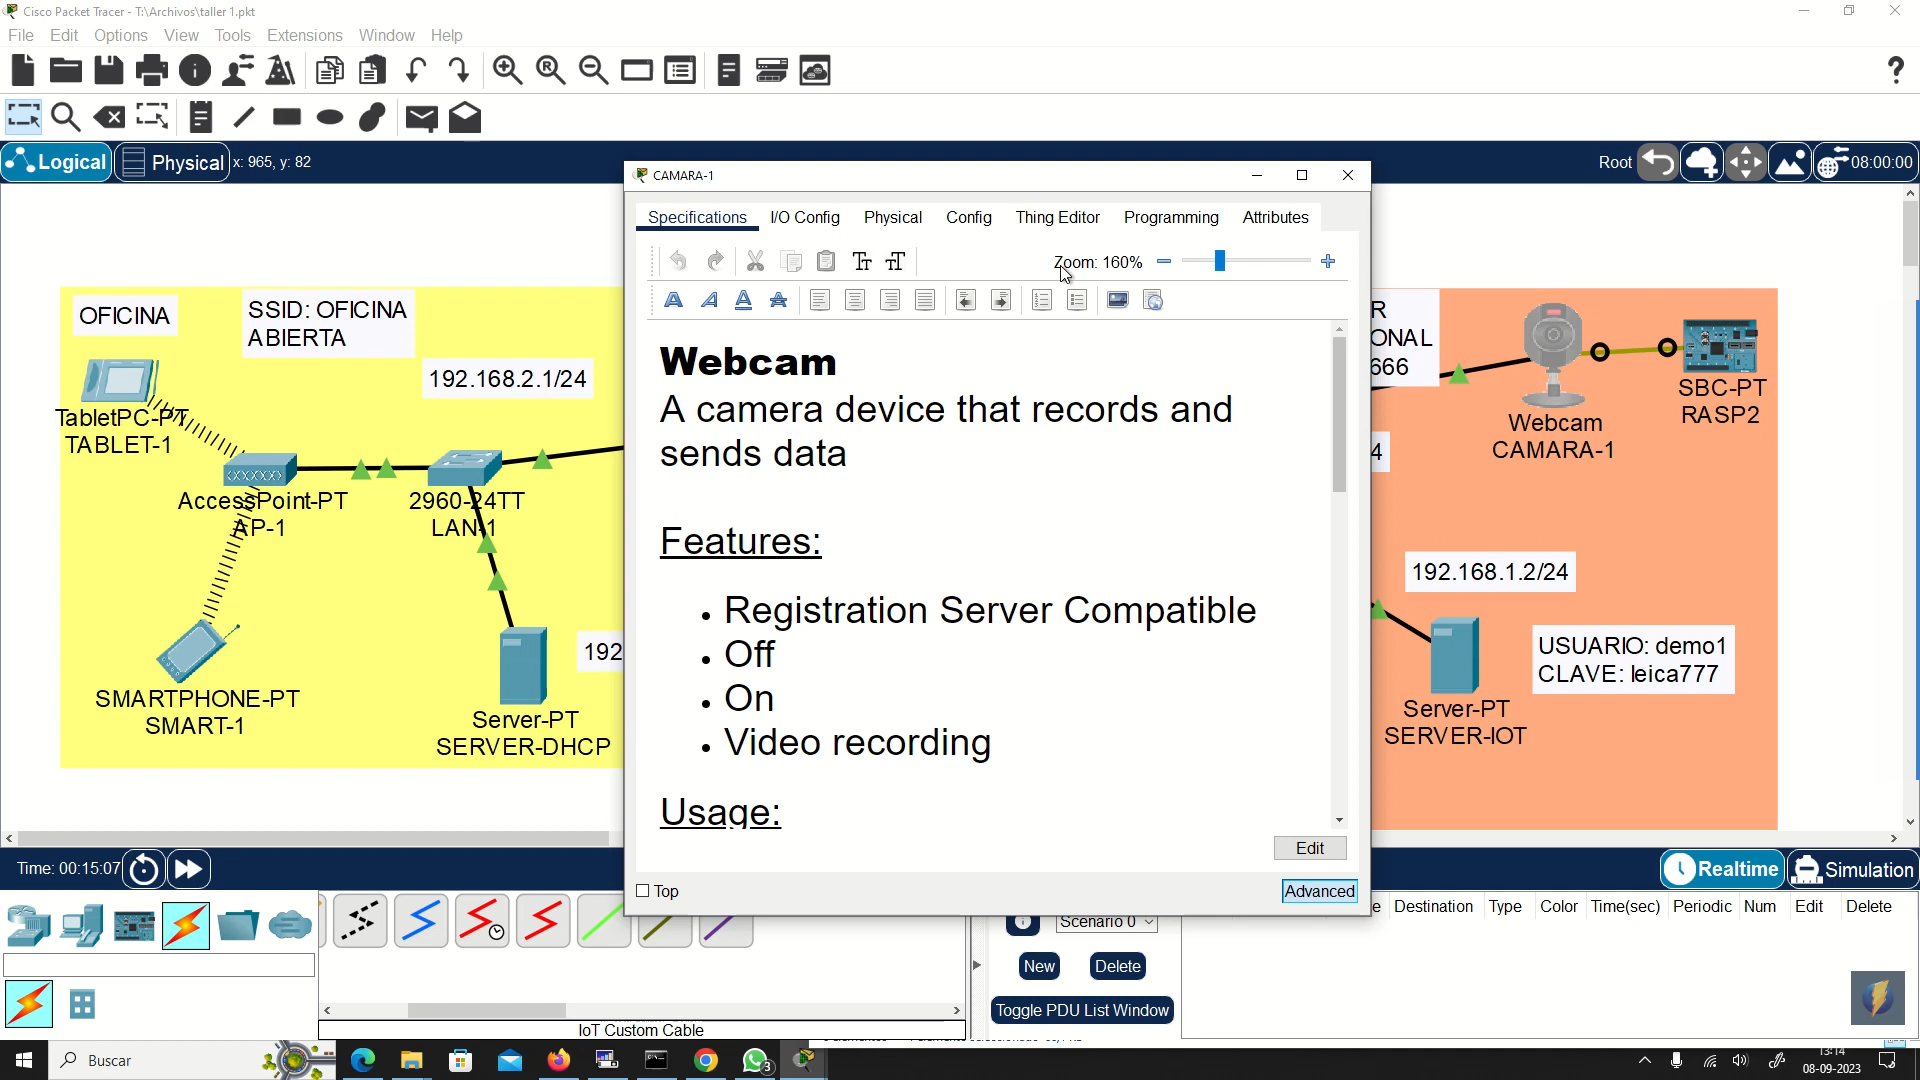 Cisco Packet Tracer - T:\Archivos\taller 1.pkt
File Edit Options View Tools Extensions Window Help
Logical Physical x: 965, y: 82
Root 08:00:00
OFICINA
SSID: OFICINA
ABIERTA
192.168.2.1/24
TabletPC-PT
TABLET-1
AccessPoint-PT
AP-1
2960-24TT
LAN-1
SMARTPHONE-PT
SMART-1
Server-PT
SERVER-DHCP
192
CAMARA-1
Specifications I/O Config Physical Config Thing Editor Programming Attributes
Zoom: 160%
Webcam
A camera device that records and
sends data
Features:
• Registration Server Compatible
• Off
• On
• Video recording
Usage:
Edit
Top
Advanced
R
ONAL
666
4
Webcam
CAMARA-1
SBC-PT
RASP2
192.168.1.2/24
USUARIO: demo1
CLAVE: leica777
Server-PT
SERVER-IOT
Time: 00:15:07
Realtime Simulation
Scenario 0
New Delete
Toggle PDU List Window
e Destination Type Color Time(sec) Periodic Num Edit Delete
IoT Custom Cable
Buscar
3
13:14
08-09-2023